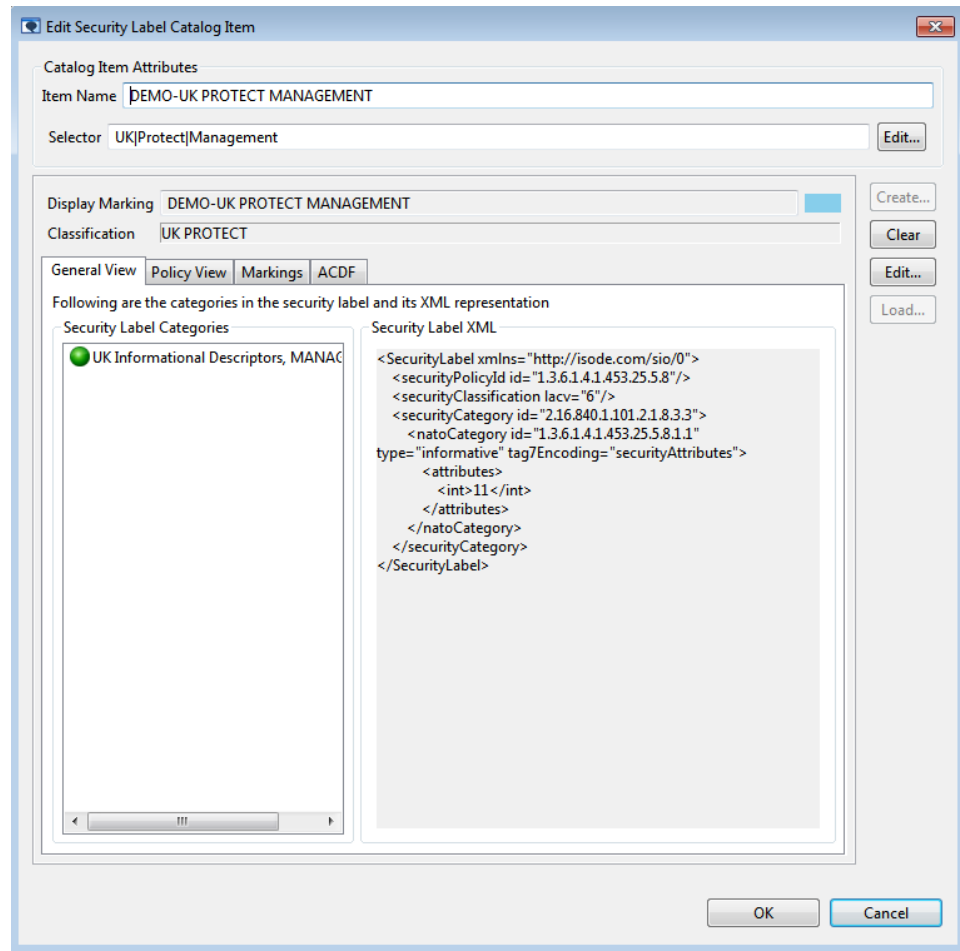 Edit Security Label Catalog Item
Catalog Item Attributes
Item Name DEMO-UK PROTECT MANAGEMENT
Selector UK|Protect|Management Edit...
Display Marking DEMO-UK PROTECT MANAGEMENT Create...
Classification UK PROTECT Clear
General View Policy View Markings ACDF Edit...
Following are the categories in the security label and its XML representation Load...
Security Label Categories
UK Informational Descriptors, MANAG
Security Label XML
<SecurityLabel xmlns="http://isode.com/sio/0">
<securityPolicyId id="1.3.6.1.4.1.453.25.5.8"/>
<securityClassification lacv="6"/>
<securityCategory id="2.16.840.1.101.2.1.8.3.3">
<natoCategory id="1.3.6.1.4.1.453.25.5.8.1.1"
type="informative" tag7Encoding="securityAttributes">
<attributes>
<int>11</int>
</attributes>
</natoCategory>
</securityCategory>
</SecurityLabel>
OK Cancel